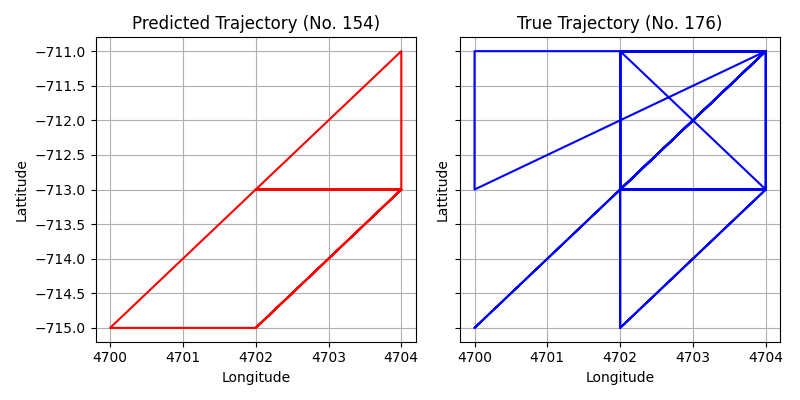 Predicted Trajectory (No. 154)
True Trajectory (No. 176)
−711.0
−711.5
−712.0
−712.5
−713.0
−713.5
−714.0
−714.5
−715.0
Lattitude
Lattitude
4700 4701 4702 4703 4704
4700 4701 4702 4703 4704
Longitude
Longitude